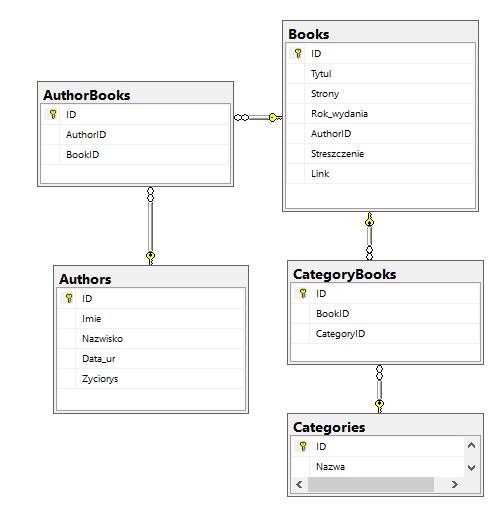 Books
ID
Tytul
Strony
Rok_wydania
AuthorID
Streszczenie
Link
AuthorBooks
ID
AuthorID
BookID
Authors
ID
Imie
Nazwisko
Data_ur
Zyciorys
CategoryBooks
ID
BookID
CategoryID
Categories
ID
Nazwa